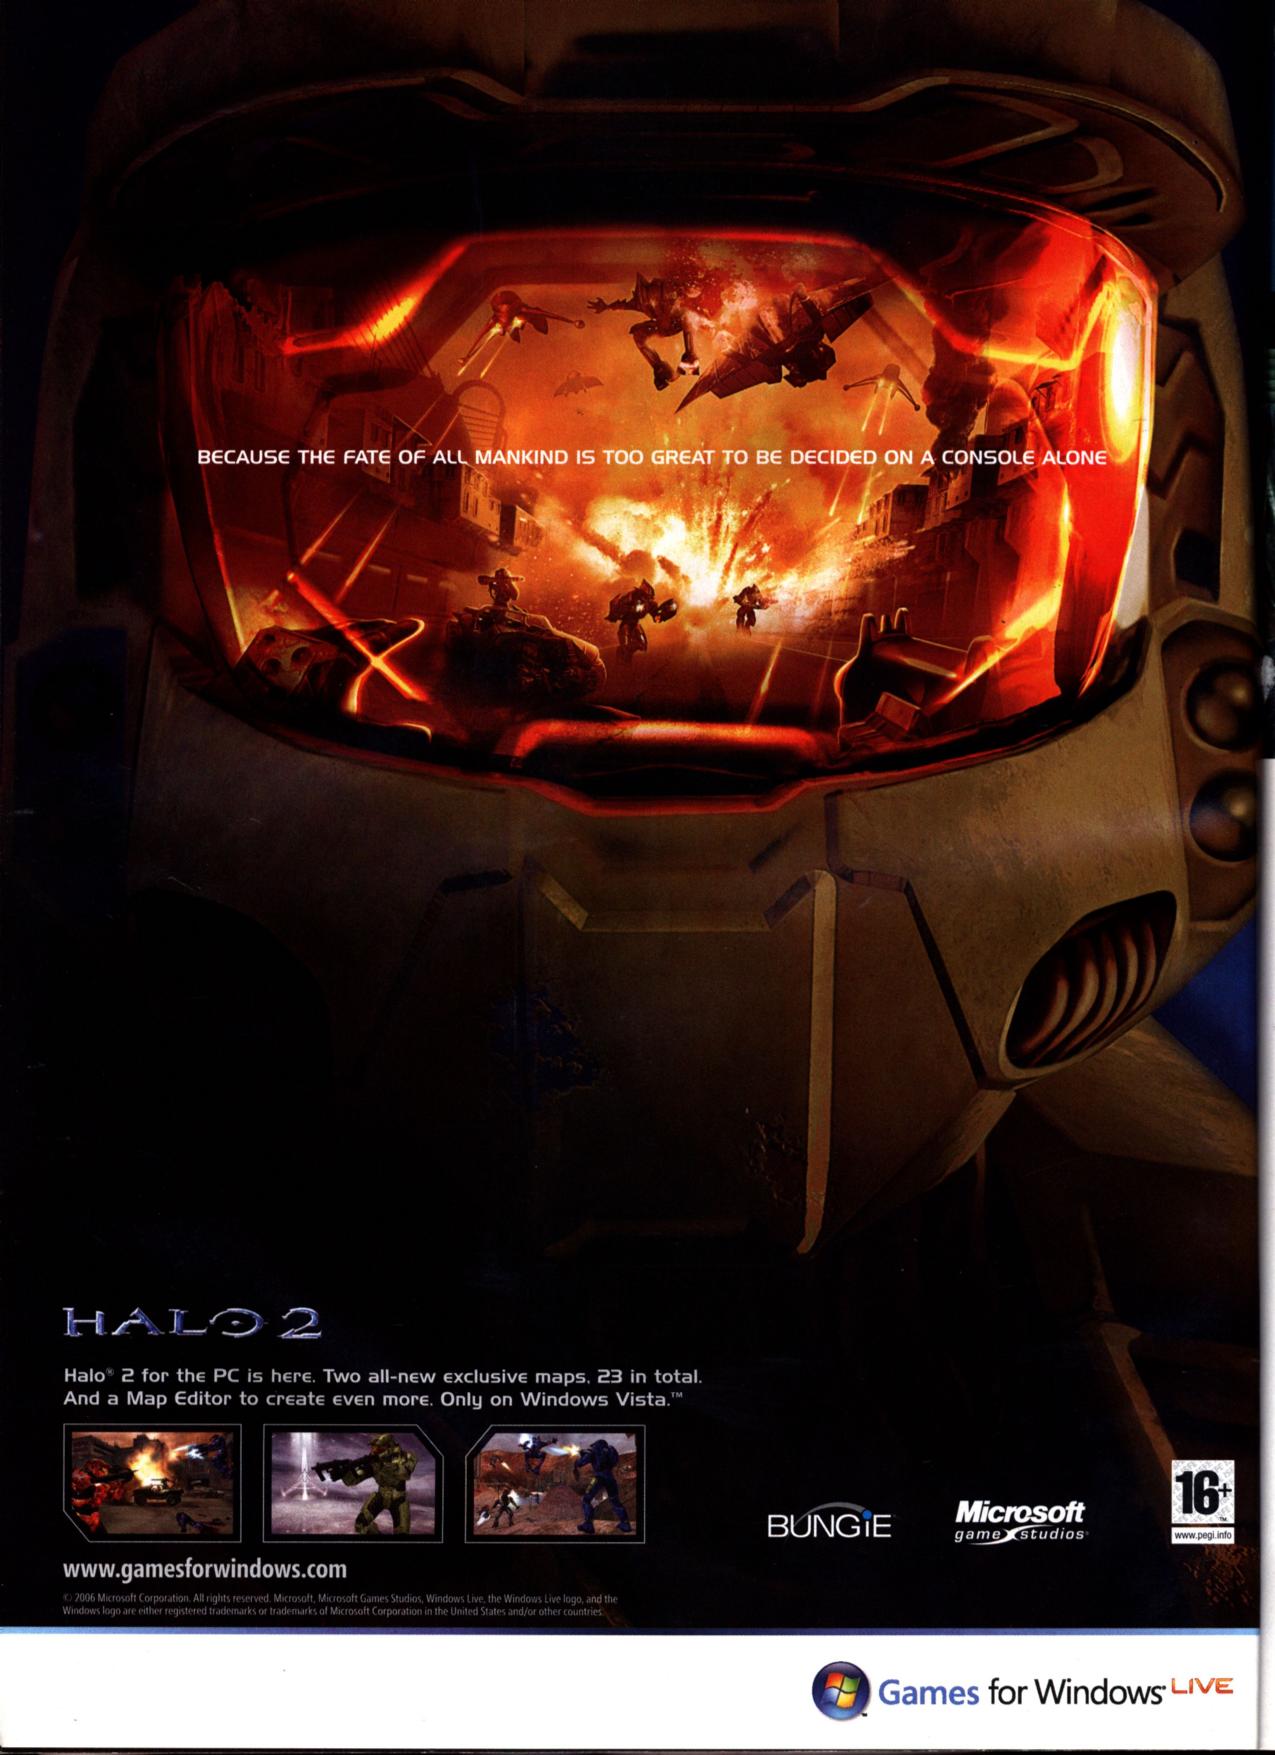 BECAUSE THE FATE OF ALL MANKIND IS TOO GREAT TO BE DECIDED ON A CONSOLE ALONE
HALO 2
Halo® 2 for the PC is here. Two all-new exclusive maps, 23 in total.
And a Map Editor to create even more. Only on Windows Vista.™
BUNGiE
Microsoft
game studios
16+
www.pegi.info
www.gamesforwindows.com
© 2006 Microsoft Corporation. All rights reserved. Microsoft, Microsoft Games Studios, Windows Live, the Windows Live logo, and the
Windows logo are either registered trademarks or trademarks of Microsoft Corporation in the United States and/or other countries.
Games for Windows LIVE